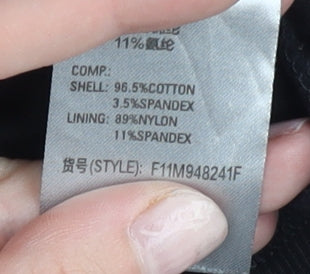 11%氨纶
COMP.:
SHELL: 96.5%COTTON
3.5%SPANDEX
LINING: 89%NYLON
11%SPANDEX
货号(STYLE): F11M948241F